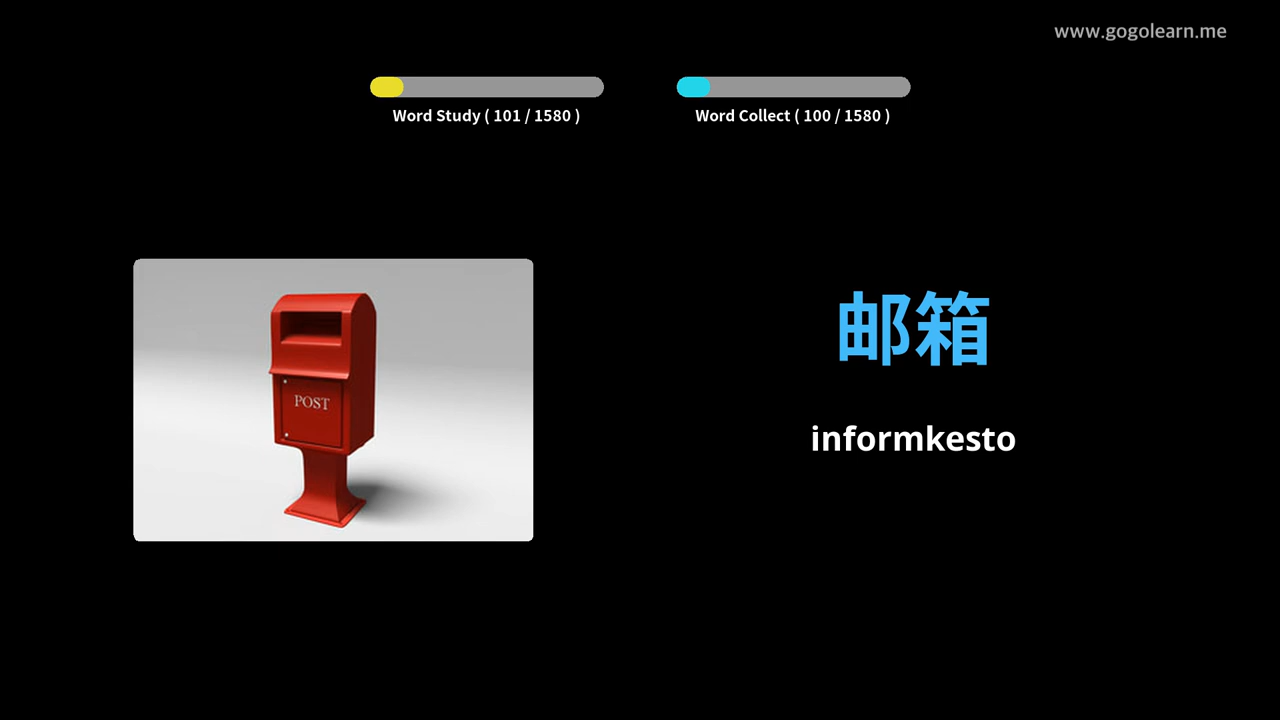 www.gogolearn.me
Word Study ( 101 / 1580 )
Word Collect ( 100 / 1580 )
POST
邮箱
informkesto